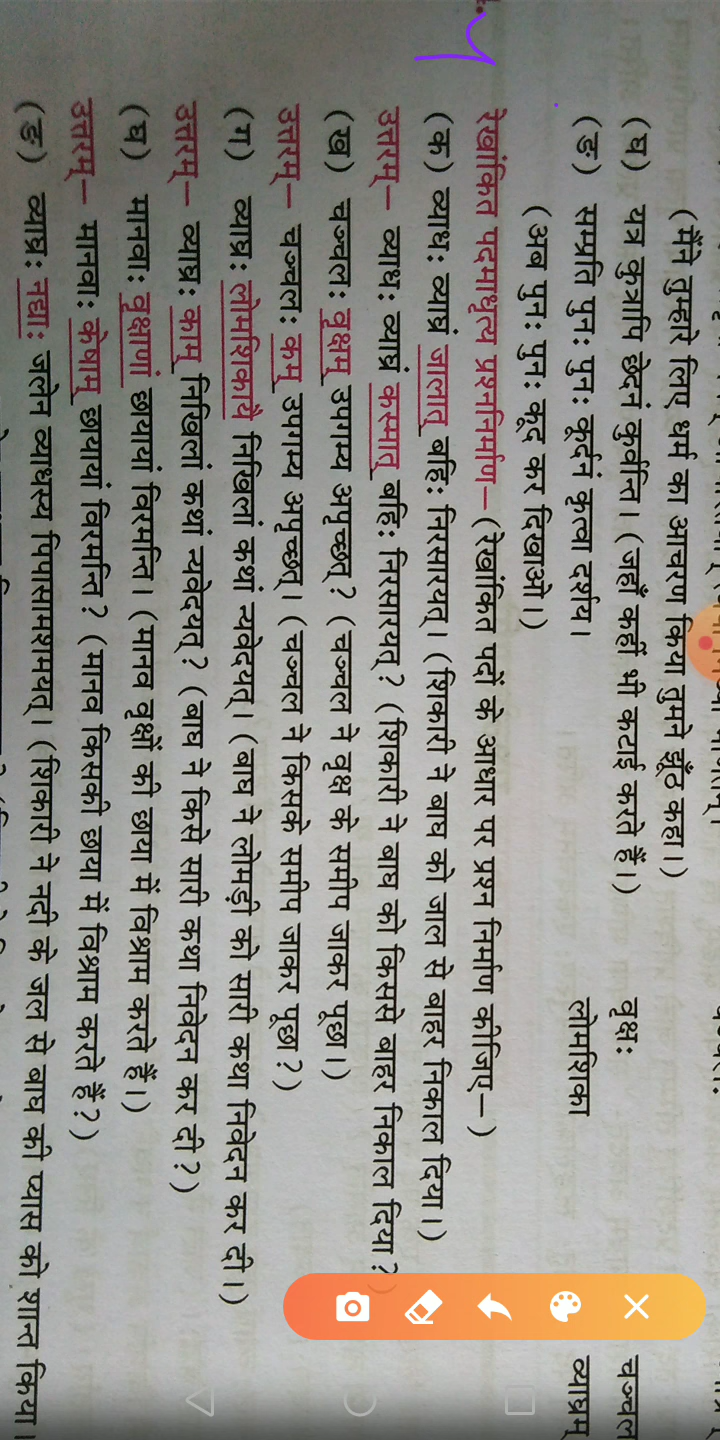 (मैंने तुम्हारे लिए धर्म का आचरण किया तुमने झूँठ कहा।)
(घ) यत्र कुत्रापि छेदनं कुर्वन्ति। (जहाँ कहीं भी कटाई करते हैं।) वृक्षः चञ्चल
(ङ) सम्प्रति पुनः पुनः कूर्दनं कृत्वा दर्शय। लोमशिका व्याघ्रम्
(अब पुनः पुनः कूद कर दिखाओ।)
रेखांकित पदमाधृत्य प्रश्ननिर्माण– (रेखांकित पदों के आधार पर प्रश्न निर्माण कीजिए– )
(क) व्याधः व्याघ्रं जालात् बहिः निरसारयत्। (शिकारी ने बाघ को जाल से बाहर निकाल दिया।)
उत्तरम्– व्याधः व्याघ्रं कस्मात् बहिः निरसारयत्? (शिकारी ने बाघ को किससे बाहर निकाल दिया?)
(ख) चञ्चलः वृक्षम् उपगम्य अपृच्छत्? (चञ्चल ने वृक्ष के समीप जाकर पूछा।)
उत्तरम्– चञ्चलः कम् उपगम्य अपृच्छत्। (चञ्चल ने किसके समीप जाकर पूछा?)
(ग) व्याघ्रः लोमशिकायै निखिलां कथां न्यवेदयत्। (बाघ ने लोमड़ी को सारी कथा निवेदन कर दी।)
उत्तरम्– व्याघ्रः काम् निखिलां कथां न्यवेदयत्? (बाघ ने किसे सारी कथा निवेदन कर दी?)
(घ) मानवाः वृक्षाणां छायायां विरमन्ति। (मानव वृक्षों की छाया में विश्राम करते हैं।)
उत्तरम्– मानवाः केषाम् छायायां विरमन्ति? (मानव किसकी छाया में विश्राम करते हैं?)
(ङ) व्याघ्रः नद्याः जलेन व्याधस्य पिपासामशमयत्। (शिकारी ने नदी के जल से बाघ की प्यास को शान्त किया।